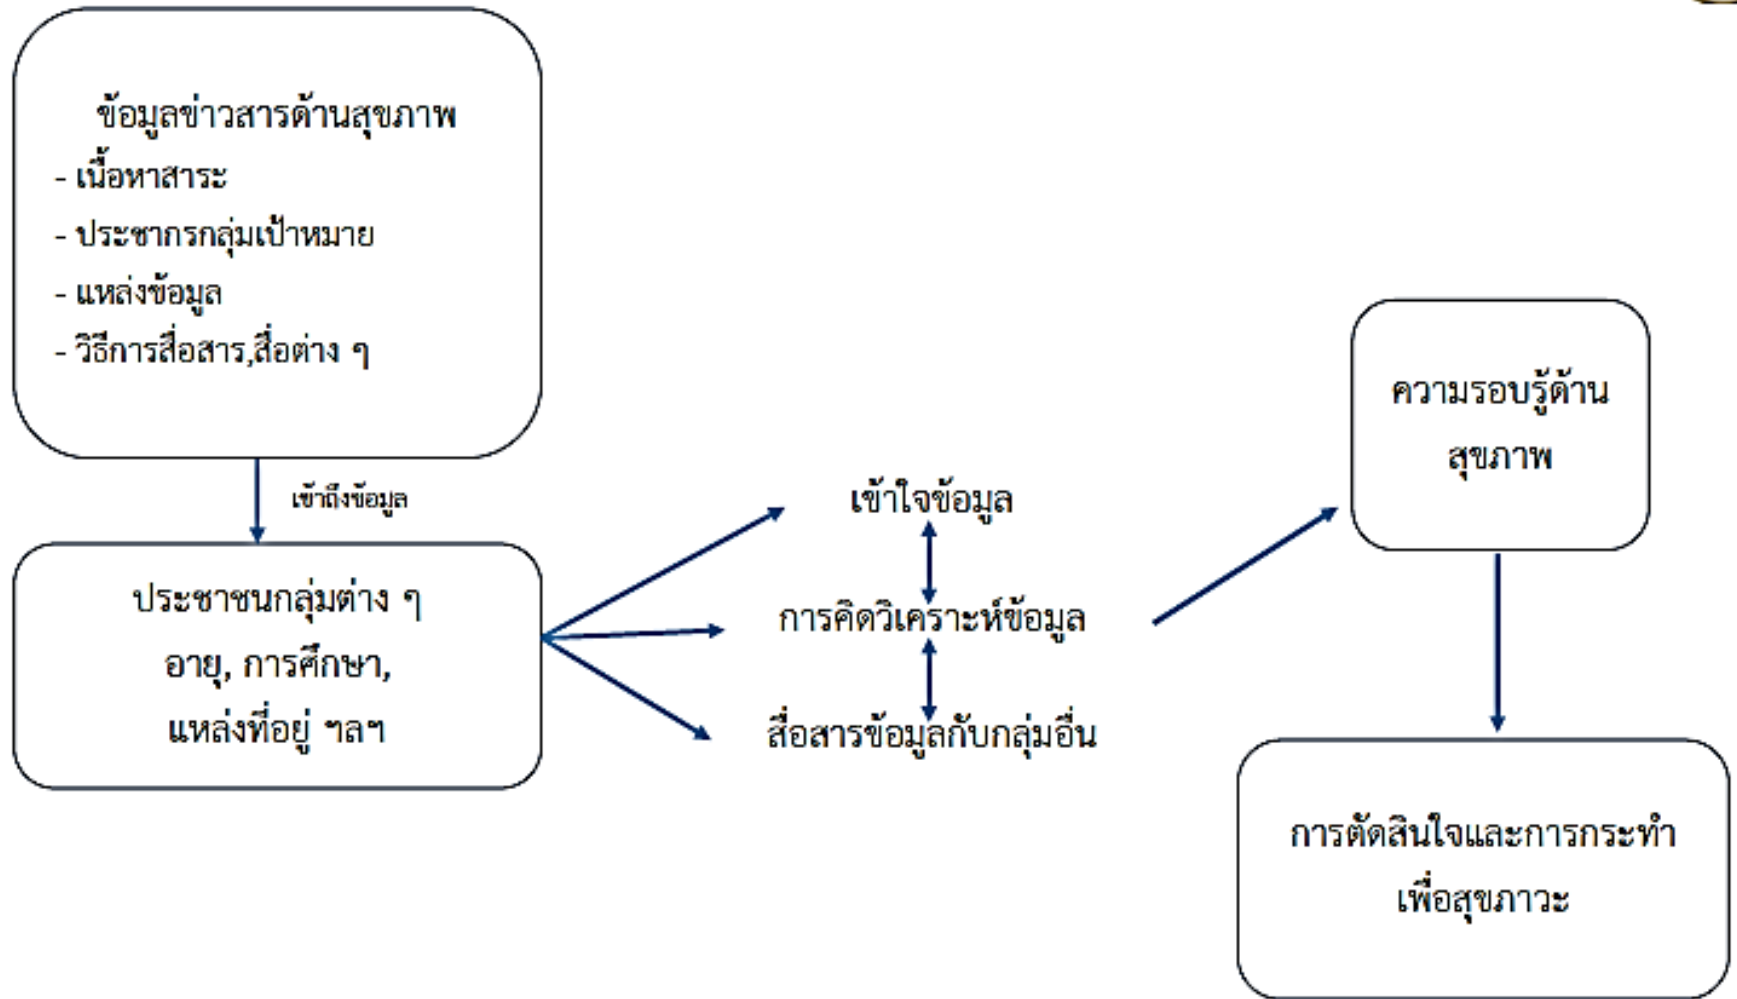 ข้อมูลข่าวสารด้านสุขภาพ
- เนื้อหาสาระ
- ประชากรกลุ่มเป้าหมาย
- แหล่งข้อมูล
- วิธีการสื่อสาร,สื่อต่าง ๆ
เข้าถึงข้อมูล
ประชาชนกลุ่มต่าง ๆ
อายุ, การศึกษา,
แหล่งที่อยู่ ฯลฯ
เข้าใจข้อมูล
การคิดวิเคราะห์ข้อมูล
สื่อสารข้อมูลกับกลุ่มอื่น
ความรอบรู้ด้าน
สุขภาพ
การตัดสินใจและการกระทำ
เพื่อสุขภาวะ